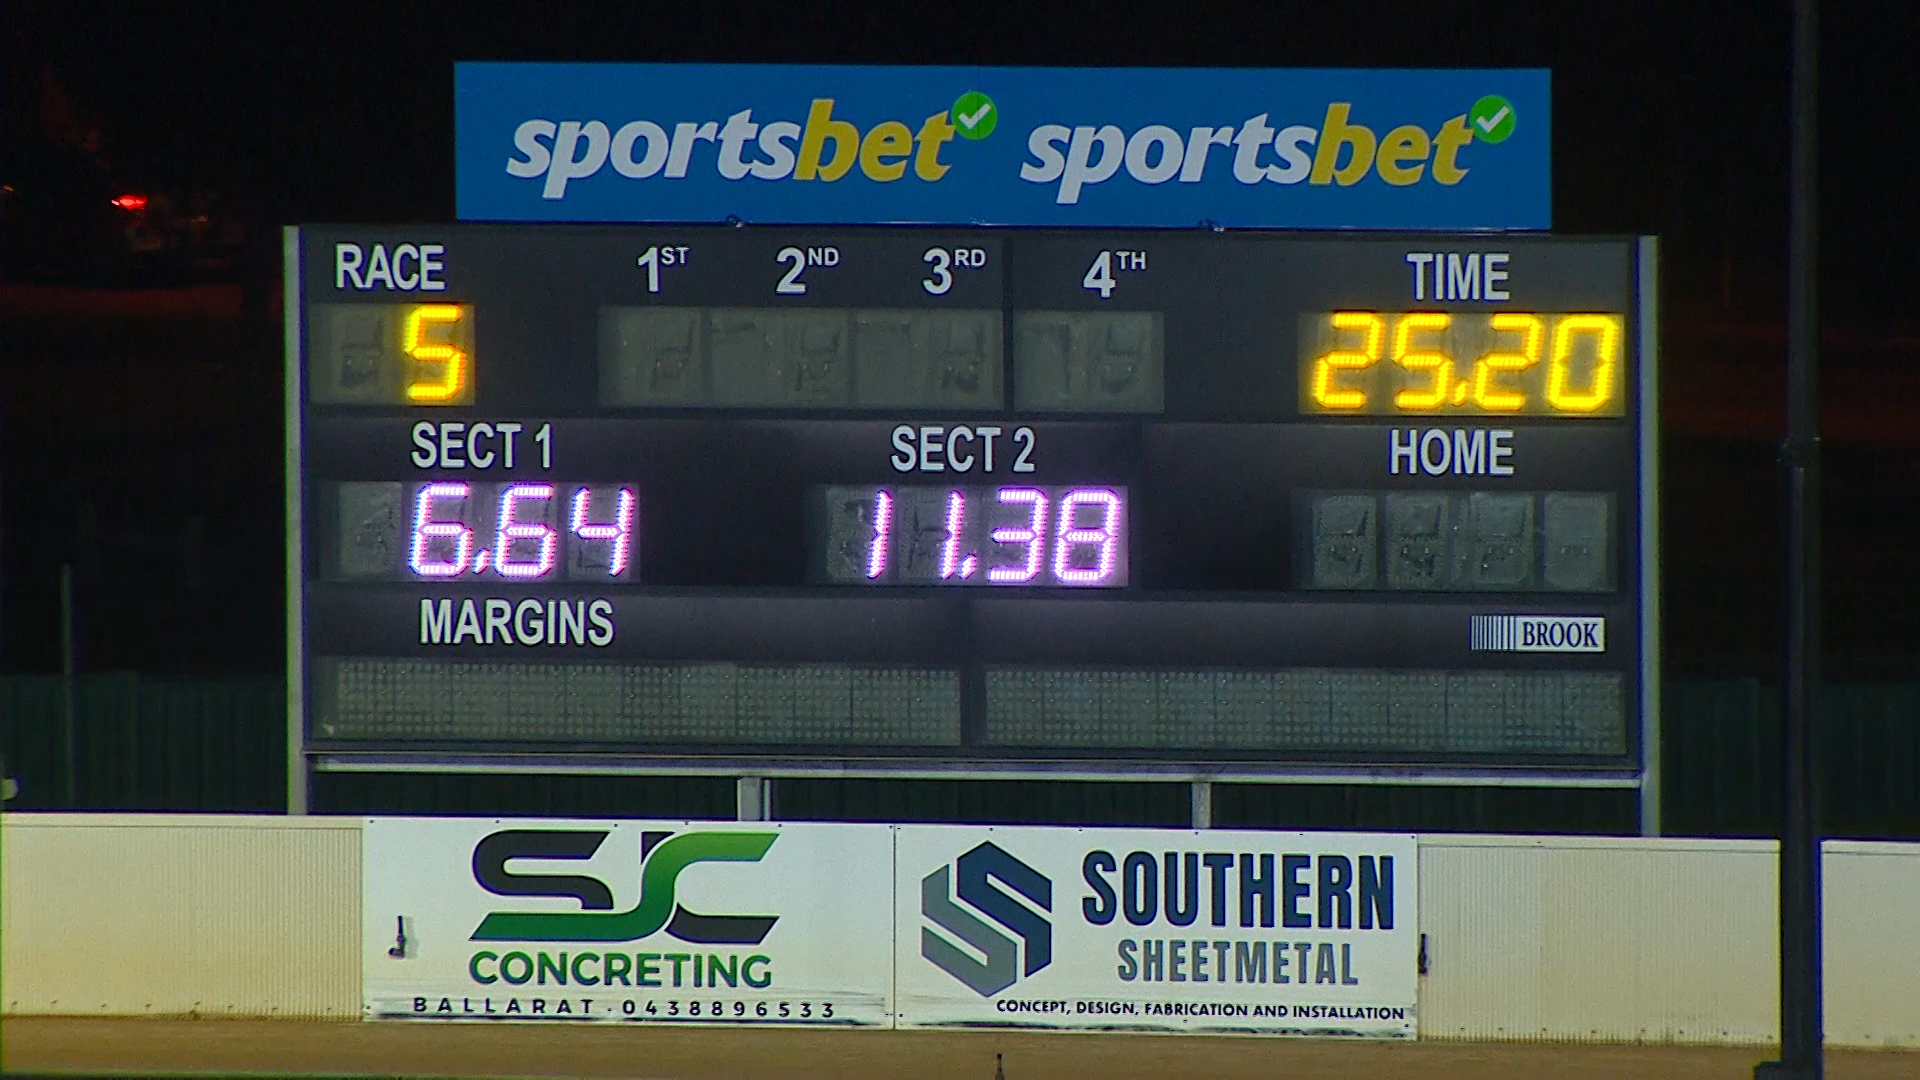 sportsbet sportsbet
RACE 1ST 2ND 3RD 4TH TIME
5 25.20
SECT 1 SECT 2 HOME
6.64 11.38
MARGINS
BROOK
SJC
CONCRETING
BALLARAT · 0438896533
SOUTHERN
SHEETMETAL
CONCEPT, DESIGN, FABRICATION AND INSTALLATION